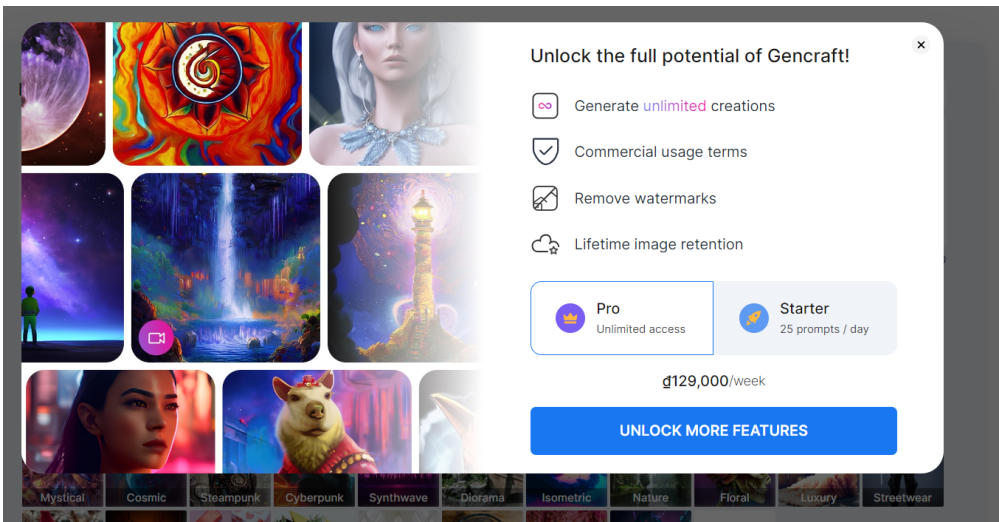 Unlock the full potential of Gencraft!
Generate unlimited creations
Commercial usage terms
Remove watermarks
Lifetime image retention
Pro
Unlimited access
Starter
25 prompts / day
₫129,000/week
UNLOCK MORE FEATURES
Mystical
Cosmic
Steampunk
Cyberpunk
Synthwave
Diorama
Isometric
Nature
Floral
Luxury
Streetwear